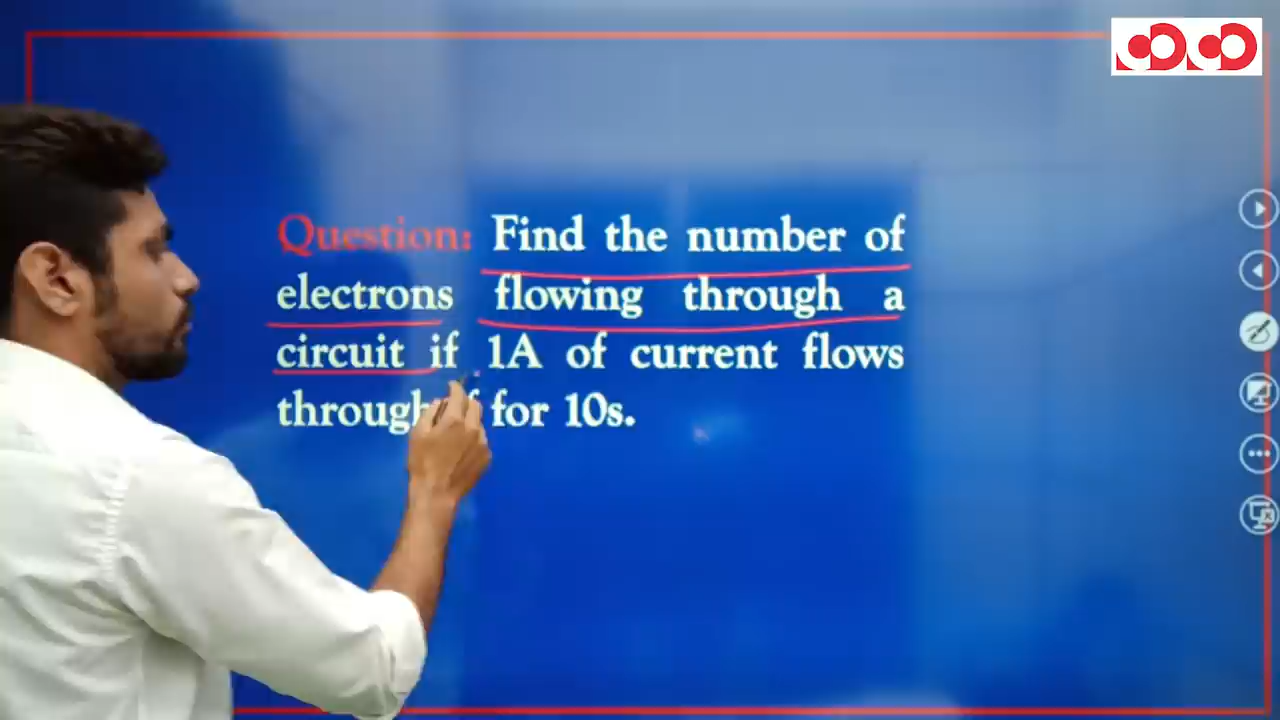 Question: Find the number of
electrons flowing through a
circuit if 1A of current flows
through for 10s.